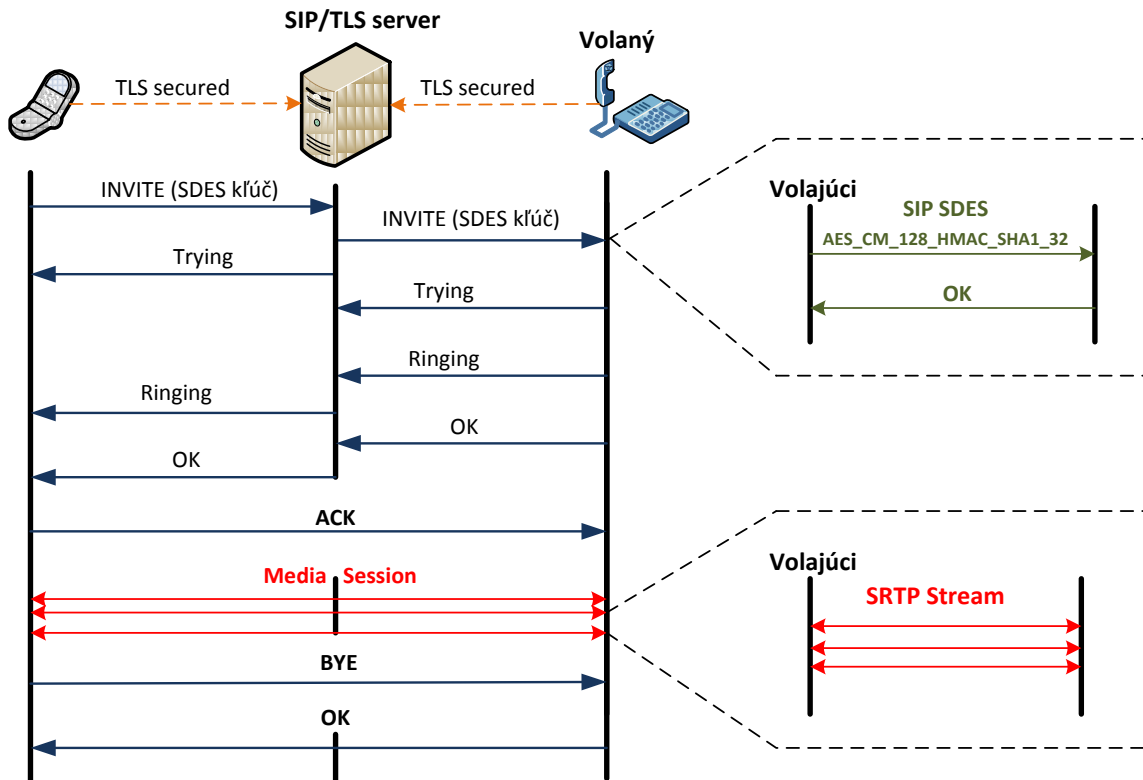 SIP/TLS server
Volaný
TLS secured
TLS secured
INVITE (SDES kľúč)
INVITE (SDES kľúč)
Trying
Trying
Ringing
Ringing
OK
OK
ACK
Media Session
BYE
OK
Volajúci
SIP SDES
AES_CM_128_HMAC_SHA1_32
OK
Volajúci
SRTP Stream